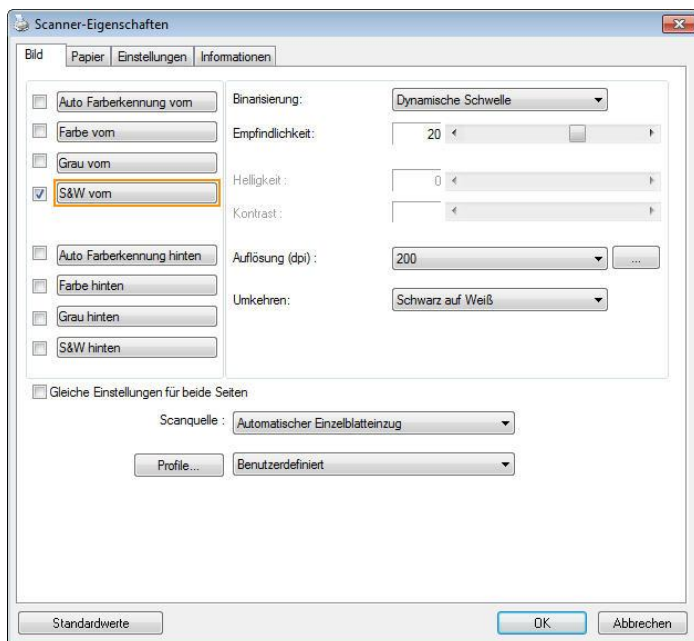 Scanner-Eigenschaften
Bild Papier Einstellungen Informationen
Auto Farberkennung vorn
Farbe vorn
Grau vorn
S&W vorn
Auto Farberkennung hinten
Farbe hinten
Grau hinten
S&W hinten
Binarisierung: Dynamische Schwelle
Empfindlichkeit: 20
Helligkeit : 0
Kontrast :
Auflösung (dpi) : 200 ...
Umkehren: Schwarz auf Weiß
Gleiche Einstellungen für beide Seiten
Scanquelle : Automatischer Einzelblatteinzug
Profile... Benutzerdefiniert
Standardwerte OK Abbrechen